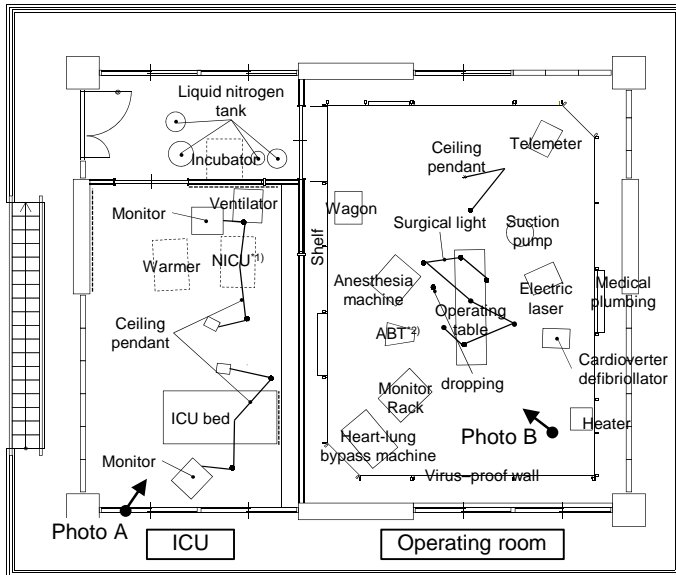 Liquid nitrogen
tank
Incubator
Telemeter
Ceiling
pendant
Monitor
Ventilator
Wagon
Surgical light
Suction
pump
Shelf
Warmer
NICU*1)
Anesthesia
machine
Electric
laser
Medical
plumbing
Operating
table
Ceiling
pendant
ABT*2)
Cardioverter
defibriollator
dropping
Monitor
Rack
ICU bed
Heater
Photo B
Heart-lung
bypass machine
Monitor
Virus-proof wall
Photo A
ICU
Operating room